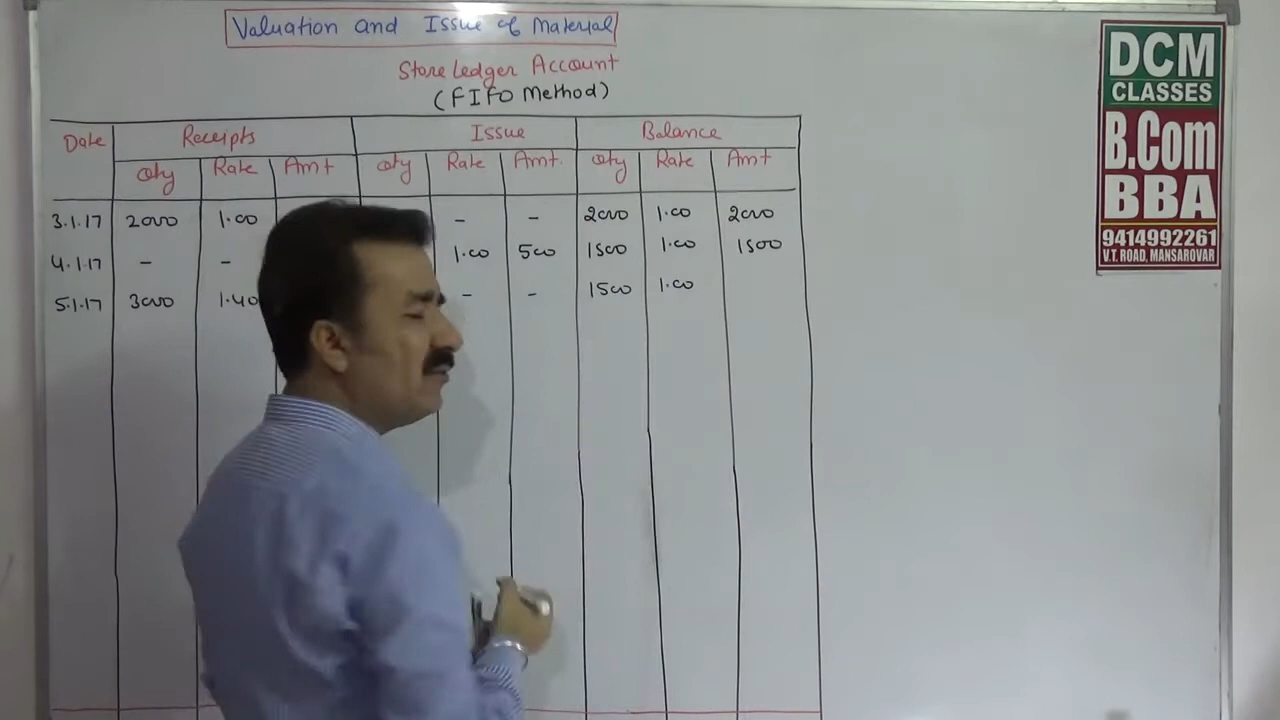 Valuation and Issue of Material
Store Ledger Account
(FIFO Method)
Date Receipts Issue Balance
Qty Rate Amt Qty Rate Amt. Qty Rate Amt
3.1.17 2000 1.00 - - 2000 1.00 2000
4.1.17 - - 1.00 500 1500 1.00 1500
5.1.17 3000 1.40 - - 1500 1.00
DCM
CLASSES
B.Com
BBA
9414992261
V.T. ROAD, MANSAROVAR